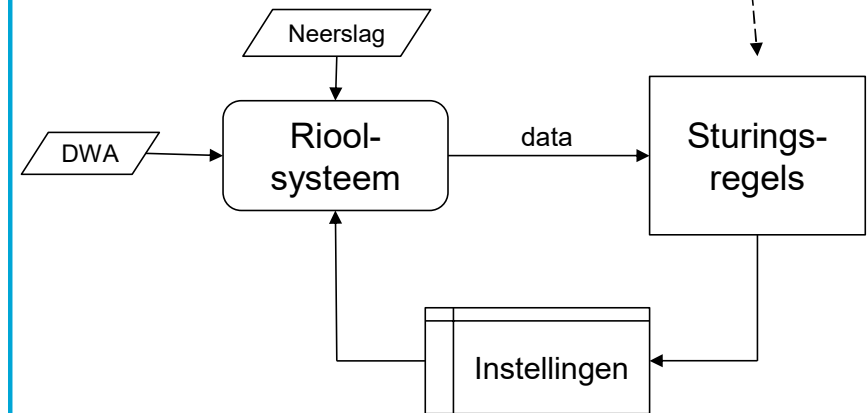 Neerslag
DWA
Riool-
systeem
data
Sturings-
regels
Instellingen